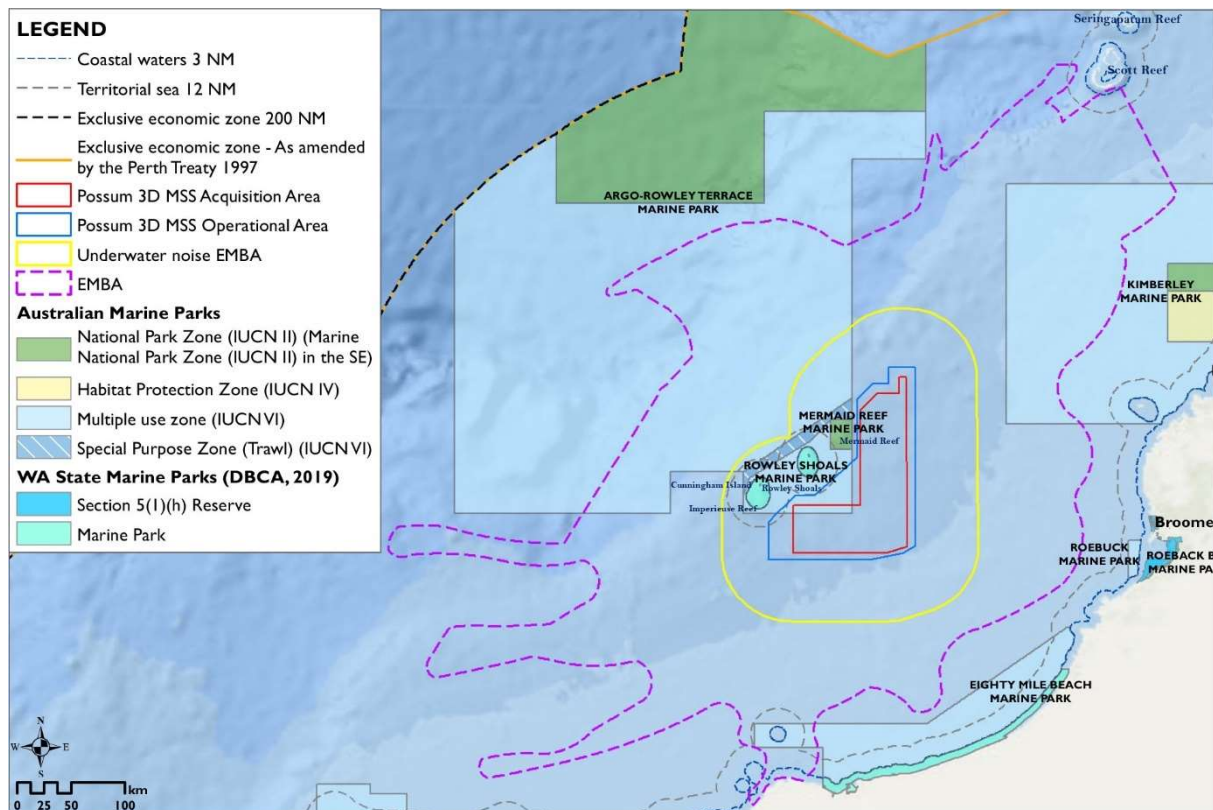 LEGEND
Coastal waters 3 NM
Territorial sea 12 NM
Exclusive economic zone 200 NM
Exclusive economic zone - As amended
by the Perth Treaty 1997
Possum 3D MSS Acquisition Area
Possum 3D MSS Operational Area
Underwater noise EMBA
EMBA
Australian Marine Parks
National Park Zone (IUCN II) (Marine
National Park Zone (IUCN II) in the SE)
Habitat Protection Zone (IUCN IV)
Multiple use zone (IUCN VI)
Special Purpose Zone (Trawl) (IUCN VI)
WA State Marine Parks (DBCA, 2019)
Section 5(1)(h) Reserve
Marine Park
Seringapatam Reef
Scott Reef
ARGO-ROWLEY TERRACE
MARINE PARK
KIMBERLEY
MARINE PARK
MERMAID REEF
MARINE PARK
Mermaid Reef
ROWLEY SHOALS
MARINE PARK
Cunningham Island
Rowley Shoals
Imperieuse Reef
Broome
ROEBUCK
MARINE PARK
ROEBACK B
MARINE PA
EIGHTY MILE BEACH
MARINE PARK
N
W
E
S
km
0 25 50 100